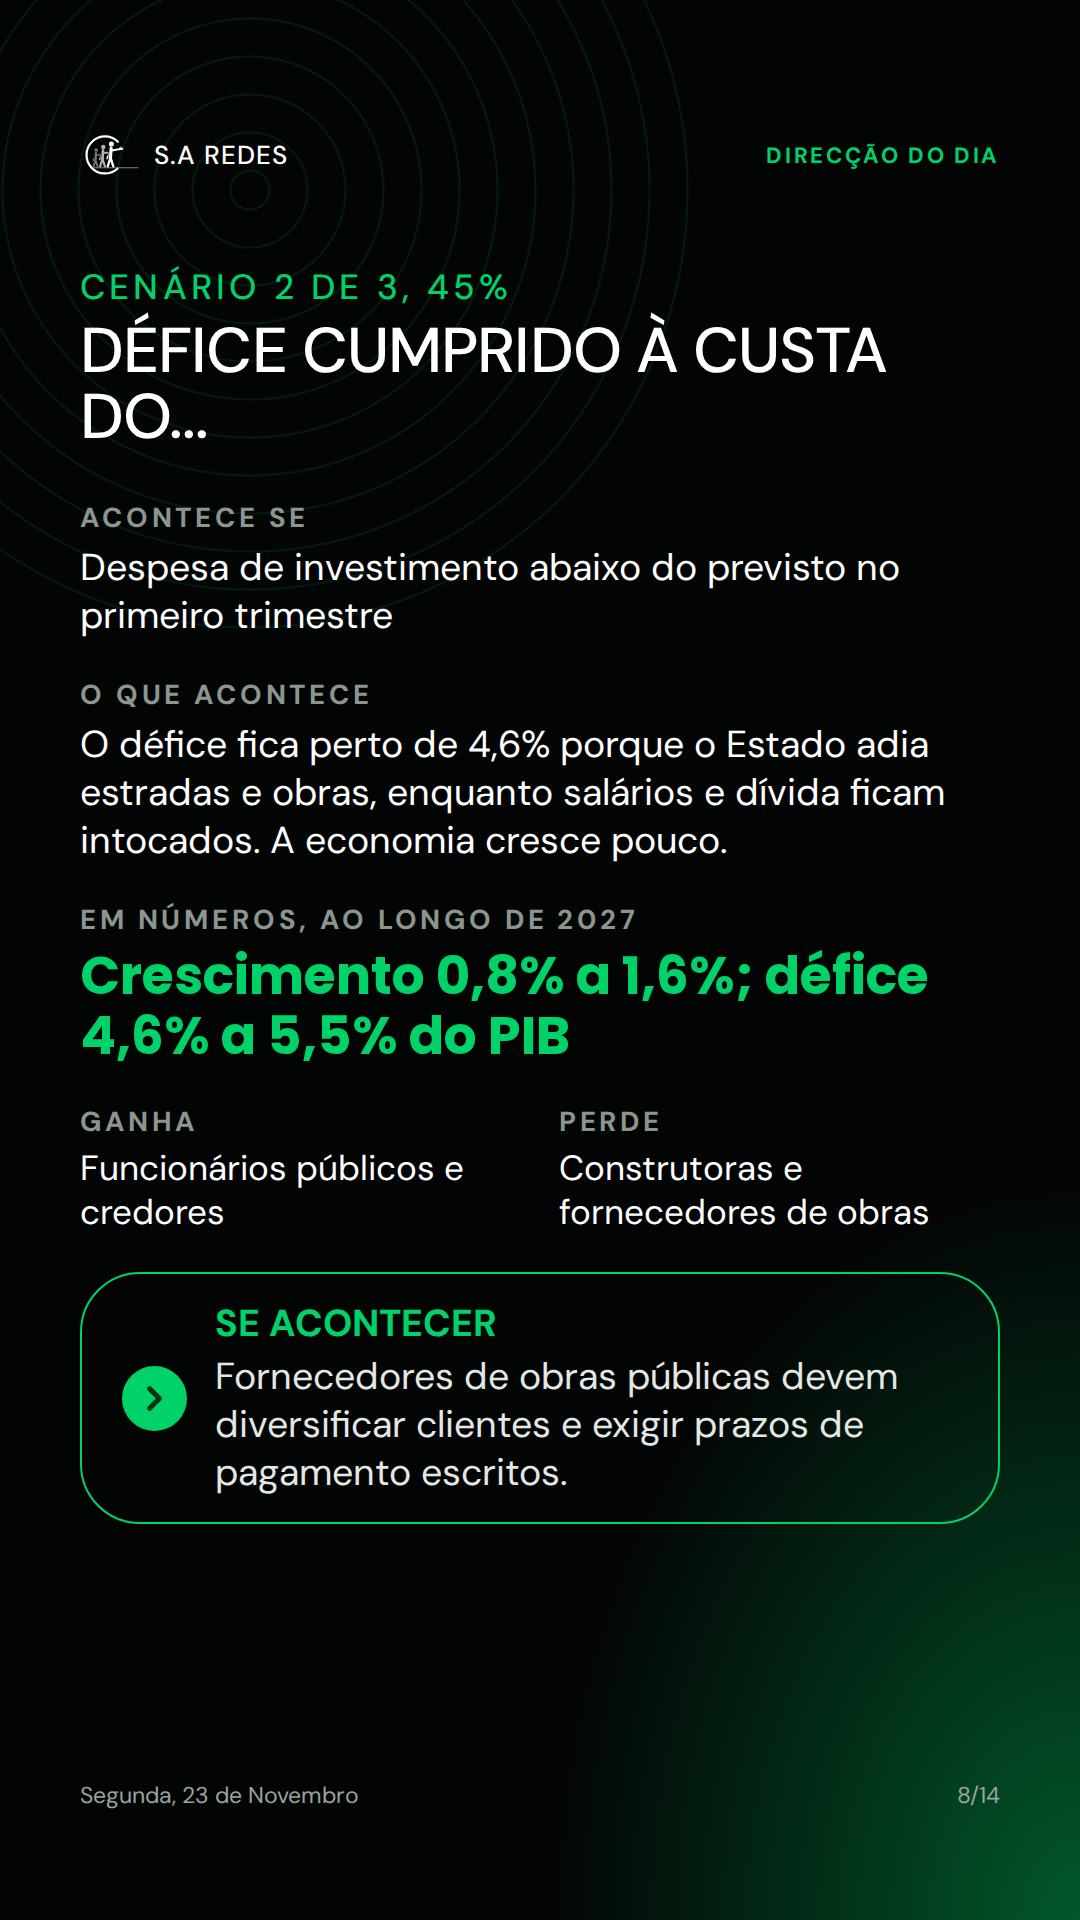 S.A REDES
DIRECÇÃO DO DIA
CENÁRIO 2 DE 3, 45%
DÉFICE CUMPRIDO À CUSTA
DO...
ACONTECE SE
Despesa de investimento abaixo do previsto no
primeiro trimestre
O QUE ACONTECE
O défice fica perto de 4,6% porque o Estado adia
estradas e obras, enquanto salários e dívida ficam
intocados. A economia cresce pouco.
EM NÚMEROS, AO LONGO DE 2027
Crescimento 0,8% a 1,6%; défice
4,6% a 5,5% do PIB
GANHA
Funcionários públicos e
credores
PERDE
Construtoras e
fornecedores de obras
SE ACONTECER
Fornecedores de obras públicas devem
diversificar clientes e exigir prazos de
pagamento escritos.
Segunda, 23 de Novembro
8/14